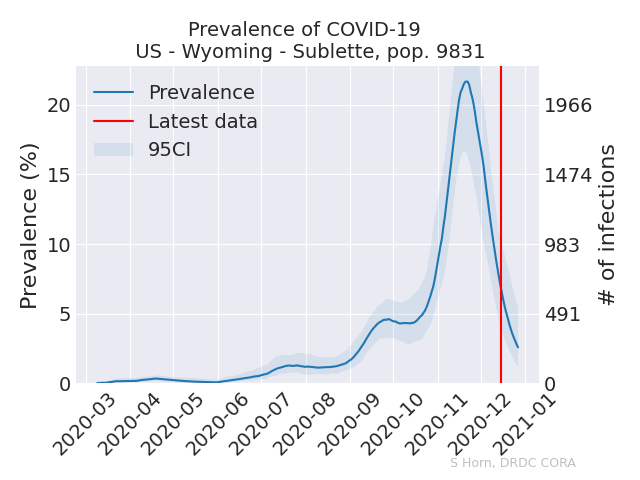 Prevalence of COVID-19
US - Wyoming - Sublette, pop. 9831
Prevalence
Latest data
95CI
Prevalence (%)
20
15
10
5
0
1966
1474
983
491
0
# of infections
2020-03
2020-04
2020-05
2020-06
2020-07
2020-08
2020-09
2020-10
2020-11
2020-12
2021-01
S Horn, DRDC CORA